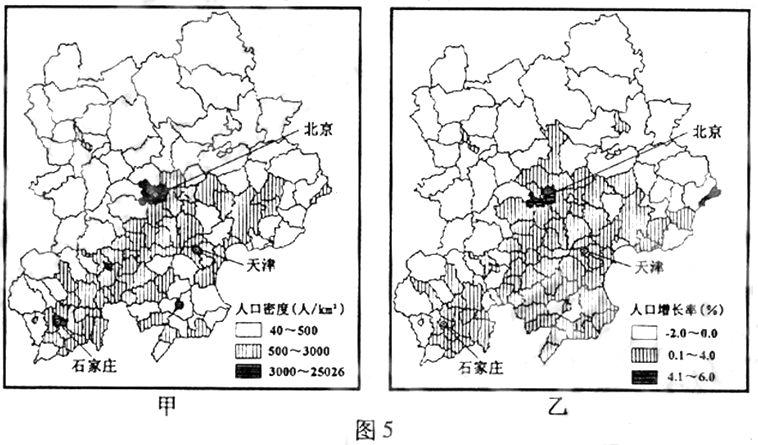 北京
天津
石家庄
人口密度(人/km²)
40～500
500～3000
3000～25026
甲
北京
天津
石家庄
人口增长率(%)
-2.0～0.0
0.1～4.0
4.1～6.0
乙
图5